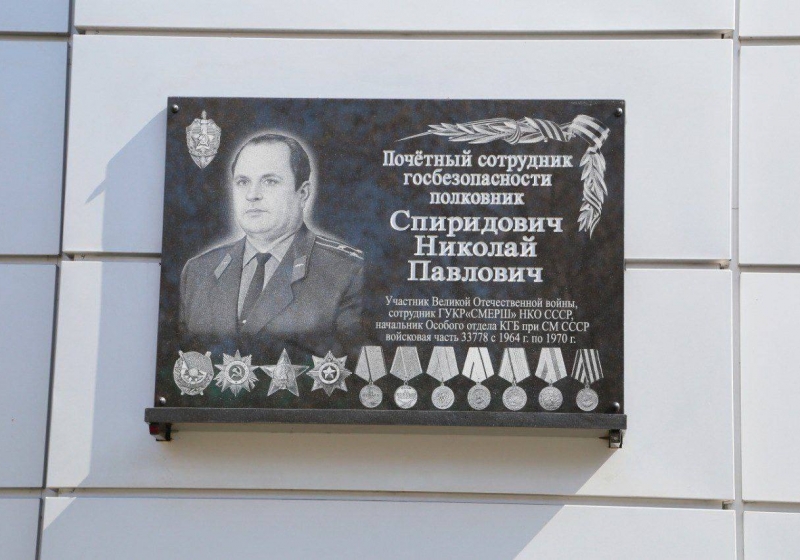 Почётный сотрудник
госбезопасности
полковник
Спиридович
Николай
Павлович
Участник Великой Отечественной войны,
сотрудник ГУКР«СМЕРШ» НКО СССР,
начальник Особого отдела КГБ при СМ СССР
войсковая часть 33778 с 1964 г. по 1970 г.